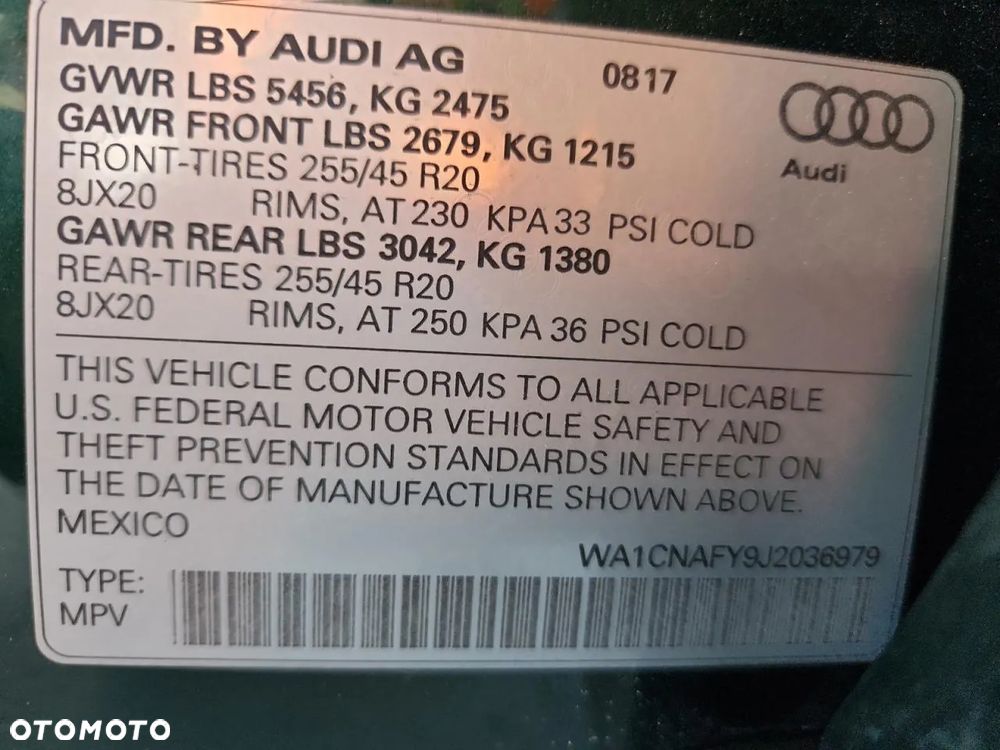 MFD. BY AUDI AG 0817
GVWR LBS 5456, KG 2475
GAWR FRONT LBS 2679, KG 1215
Audi
FRONT-TIRES 255/45 R20
8JX20 RIMS, AT 230 KPA 33 PSI COLD
GAWR REAR LBS 3042, KG 1380
REAR-TIRES 255/45 R20
8JX20 RIMS, AT 250 KPA 36 PSI COLD
THIS VEHICLE CONFORMS TO ALL APPLICABLE
U.S. FEDERAL MOTOR VEHICLE SAFETY AND
THEFT PREVENTION STANDARDS IN EFFECT ON
THE DATE OF MANUFACTURE SHOWN ABOVE.
MEXICO
WA1CNAFY9J2036979
TYPE:
MPV
OTOMOTO